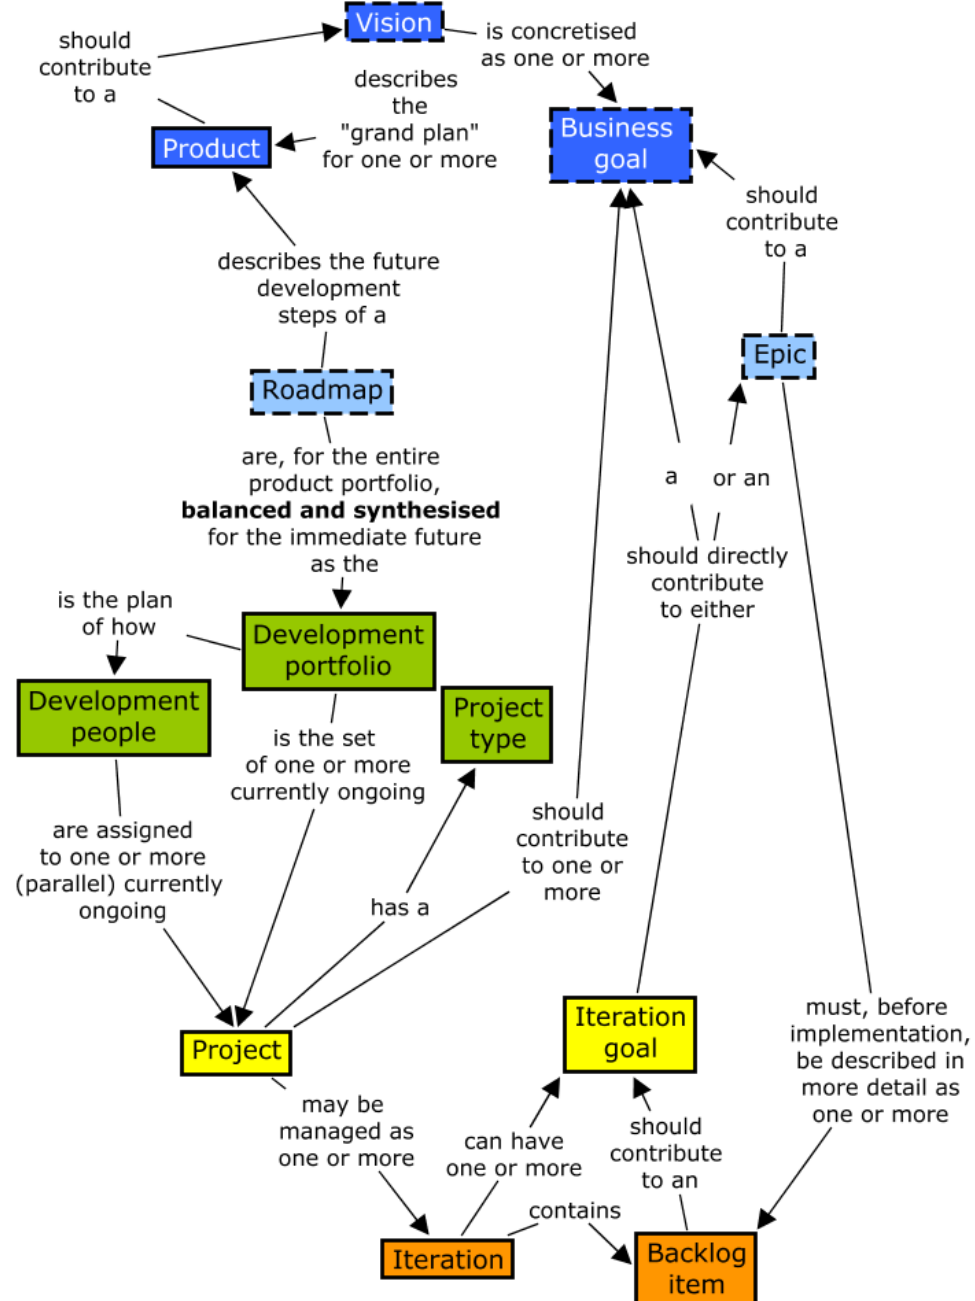 Vision
should
contribute
to a
is concretised
as one or more
describes
the
"grand plan"
for one or more
Product
Business
goal
should
contribute
to a
describes the future
development
steps of a
Epic
Roadmap
are, for the entire
product portfolio,
balanced and synthesised
for the immediate future
as the
a
or an
should directly
contribute
to either
is the plan
of how
Development
portfolio
Development
people
Project
type
is the set
of one or more
currently ongoing
are assigned
to one or more
(parallel) currently
ongoing
should
contribute
to one or
more
has a
Project
Iteration
goal
must, before
implementation,
be described in
more detail as
one or more
may be
managed as
one or more
can have
one or more
should
contribute
to an
contains
Iteration
Backlog
item